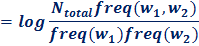 = log N_total freq(w_1, w_2) / freq(w_1)freq(w_2)